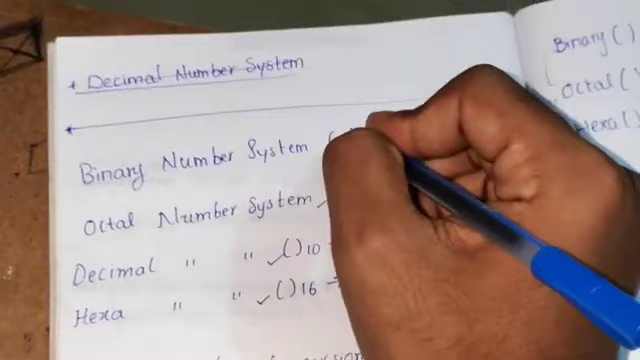 * Decimal Number System
Binary Number System (
Octal Number System ✓
Decimal " " ✓ ( )10
Hexa " " ✓ ( )16 →
Binary ( )
Octal ( )
Hexa ( )